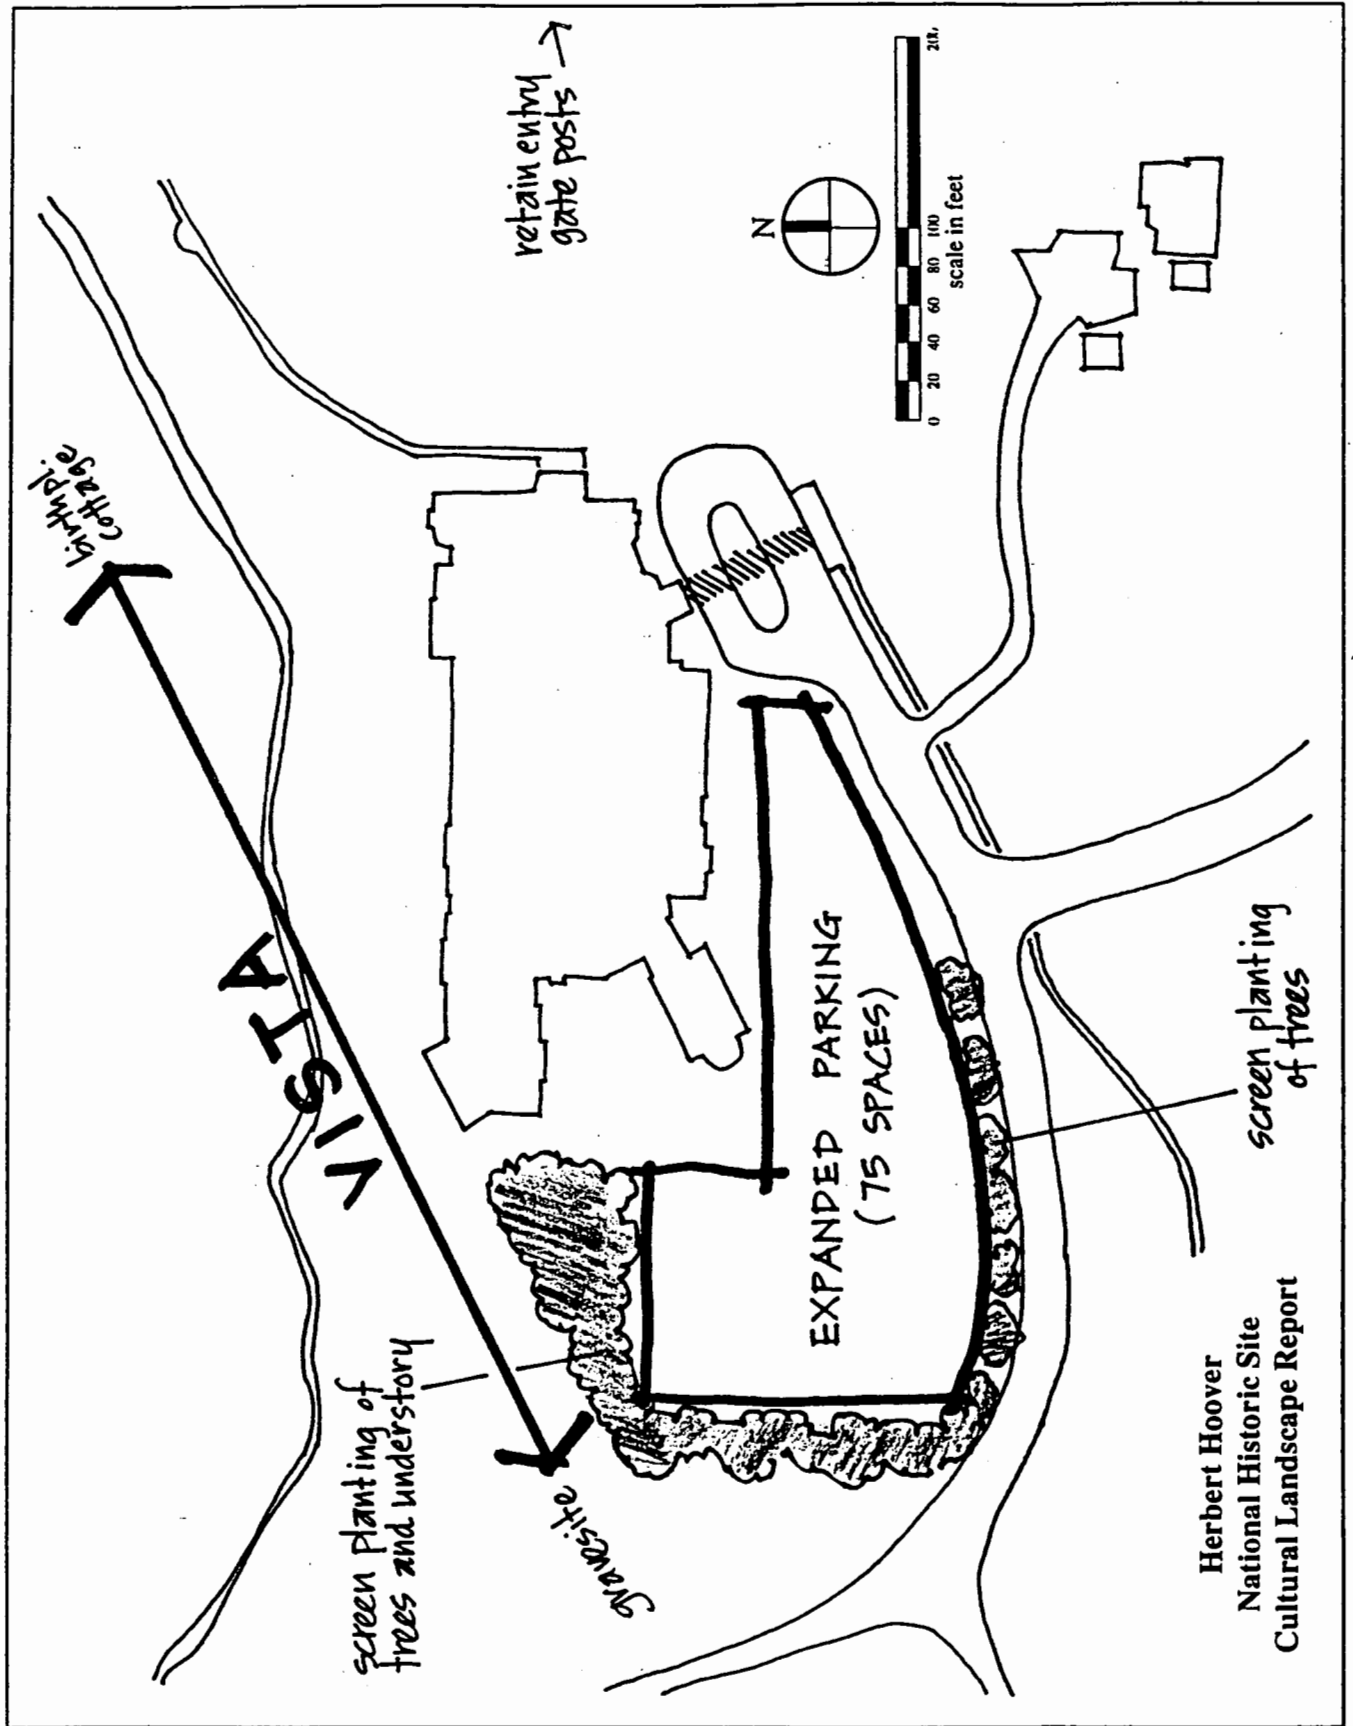 birthpl.
cottage
retain entry
gate posts →
VISTA
N
0 20 40 60 80 100
scale in feet
screen planting of
trees and understory
gravesite
EXPANDED PARKING
(75 SPACES)
screen planting
of trees
Herbert Hoover
National Historic Site
Cultural Landscape Report